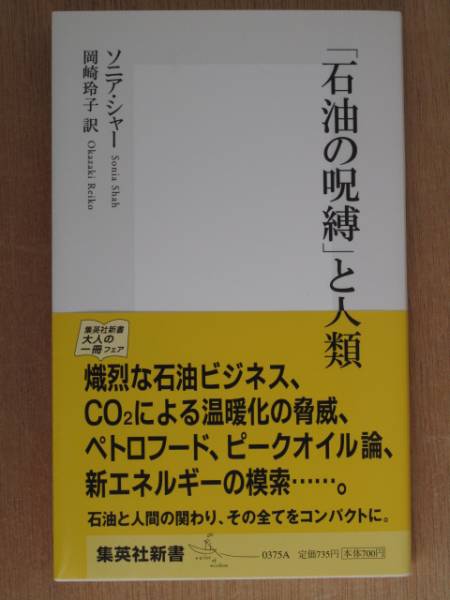 「石油の呪縛」と人類
ソニア・シャー Sonia Shah
岡崎玲子 訳 Okazaki Reiko
集英社新書
大人の
一冊フェア
熾烈な石油ビジネス、
CO2による温暖化の脅威、
ペトロフード、ピークオイル論、
新エネルギーの模索……。
石油と人間の関わり、その全てをコンパクトに。
集英社新書
0375A 定価735円 本体700円